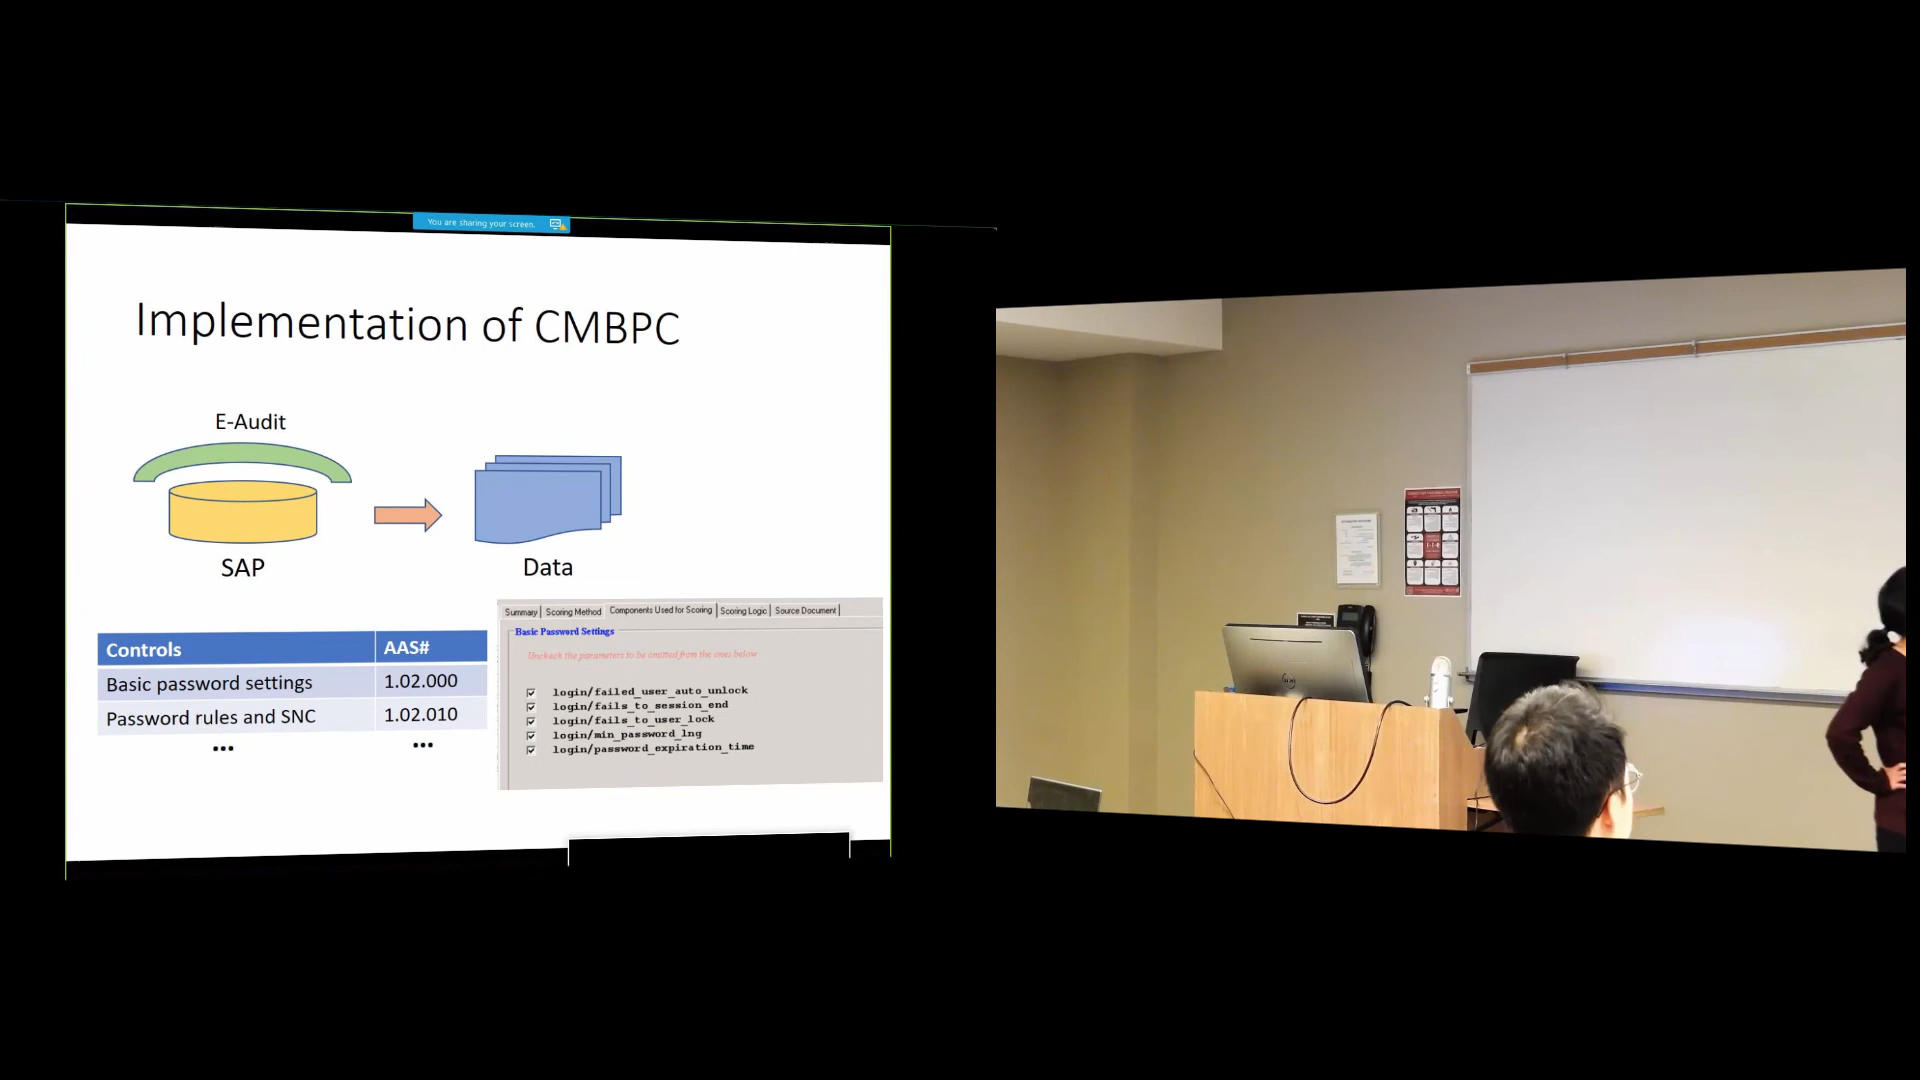 You are sharing your screen.
Implementation of CMBPC
E-Audit
SAP
Data
Controls AAS#
Basic password settings 1.02.000
Password rules and SNC 1.02.010
... ...
Summary Scoring Method Components Used for Scoring Scoring Logic Source Document
Basic Password Settings
Uncheck the parameters to be omitted from the ones below
login/failed_user_auto_unlock
login/fails_to_session_end
login/fails_to_user_lock
login/min_password_lng
login/password_expiration_time
DELL